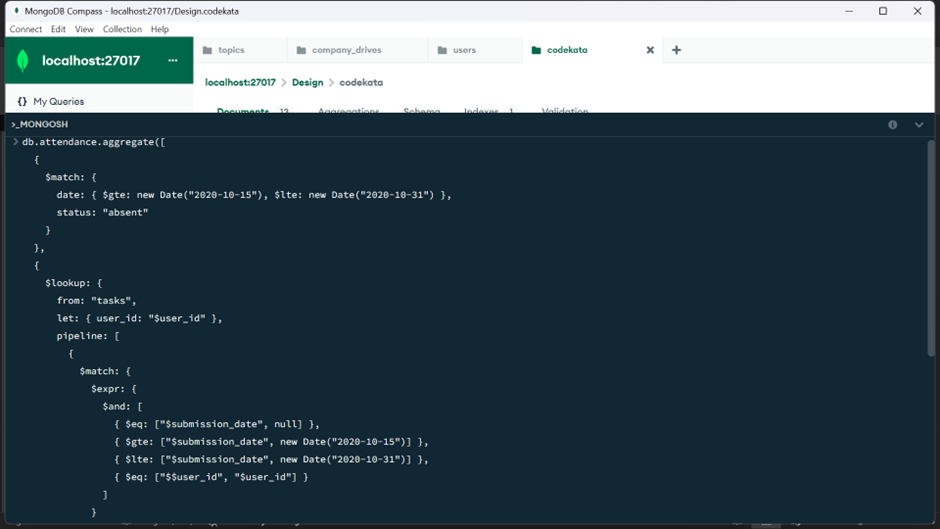 MongoDB Compass - localhost:27017/Design.codekata
Connect Edit View Collection Help
localhost:27017 ...
topics company_drives users codekata
localhost:27017 > Design > codekata
{} My Queries
Documents 13 Aggregations Schema Indexes 1 Validation
>_MONGOSH
> db.attendance.aggregate([
{
$match: {
date: { $gte: new Date("2020-10-15"), $lte: new Date("2020-10-31") },
status: "absent"
}
},
{
$lookup: {
from: "tasks",
let: { user_id: "$user_id" },
pipeline: [
{
$match: {
$expr: {
$and: [
{ $eq: ["$submission_date", null] },
{ $gte: ["$submission_date", new Date("2020-10-15")] },
{ $lte: ["$submission_date", new Date("2020-10-31")] },
{ $eq: ["$$user_id", "$user_id"] }
]
}